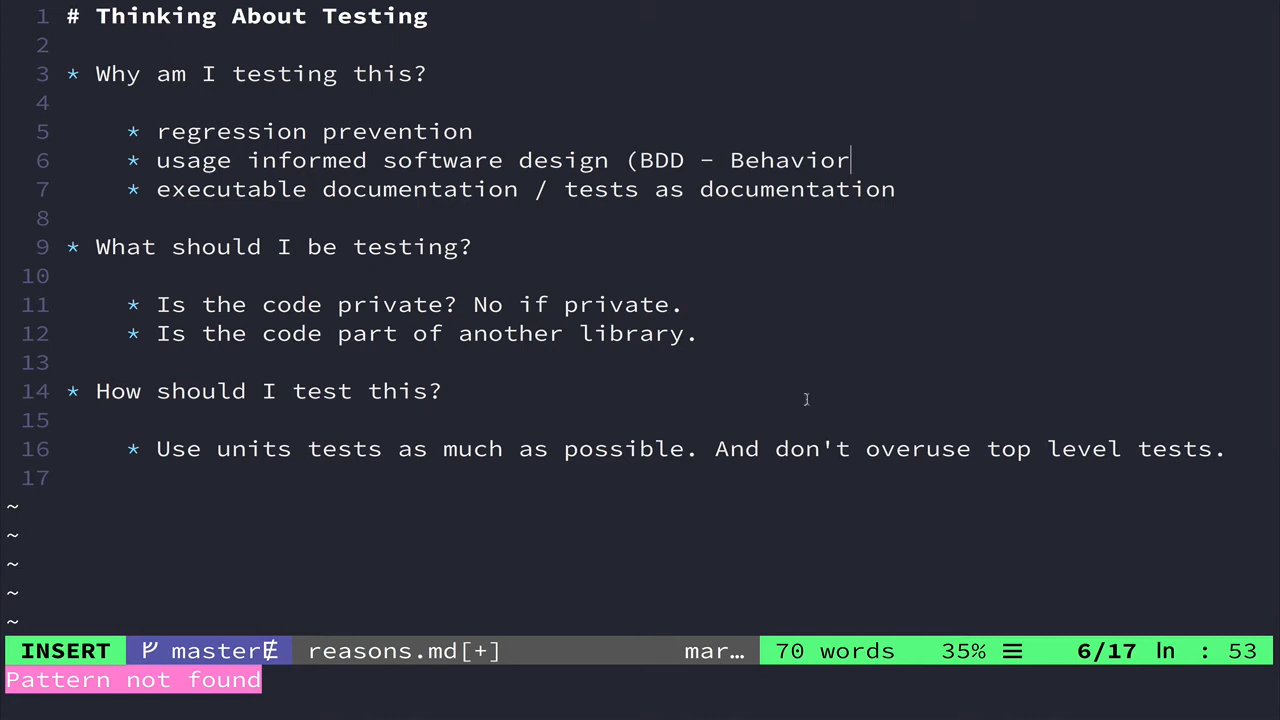 1 # Thinking About Testing
2
3 * Why am I testing this?
4
5 * regression prevention
6 * usage informed software design (BDD - Behavior
7 * executable documentation / tests as documentation
8
9 * What should I be testing?
10
11 * Is the code private? No if private.
12 * Is the code part of another library.
13
14 * How should I test this?
15
16 * Use units tests as much as possible. And don't overuse top level tests.
17
~
~
~
~
~
INSERT master∉ reasons.md[+] mar… 70 words 35% ☰ 6/17 ln : 53
Pattern not found